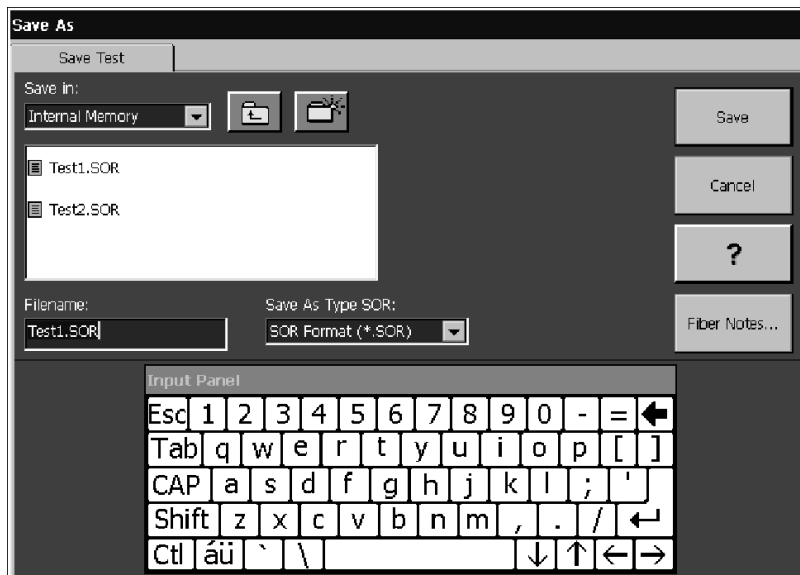 Save As
Save Test
Save in:
Internal Memory
Save
Test1.SOR
Cancel
Test2.SOR
?
Filename:
Save As Type SOR:
Test1.SOR
SOR Format (*.SOR)
Fiber Notes...
Input Panel
Esc 1 2 3 4 5 6 7 8 9 0 - = 🡄
Tab q w e r t y u i o p [ ]
CAP a s d f g h j k l ; '
Shift z x c v b n m , . / ↵
Ctl áü ` \ ↓ ↑ ← →